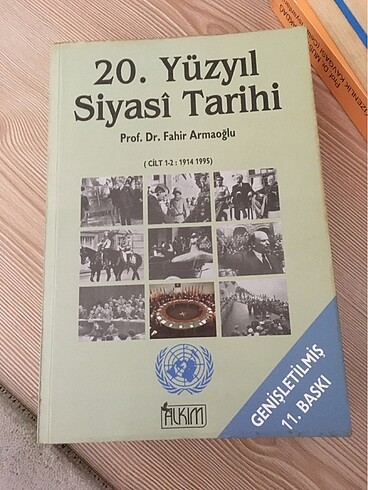 20. Yüzyıl
Siyasî Tarihi
Prof. Dr. Fahir Armaoğlu
( CİLT 1-2 : 1914 1995)
GENİŞLETİLMİŞ
11. BASKI
ALKIM